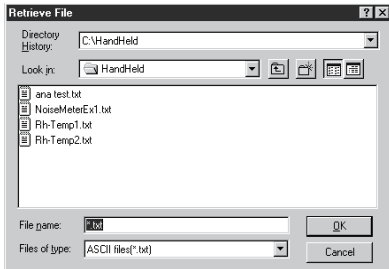 Retrieve File
Directory History: C:\HandHeld
Look in: HandHeld
ana test.txt
NoiseMeterEx1.txt
Rh-Temp1.txt
Rh-Temp2.txt
File name: *.txt OK
Files of type: ASCII files(*.txt) Cancel